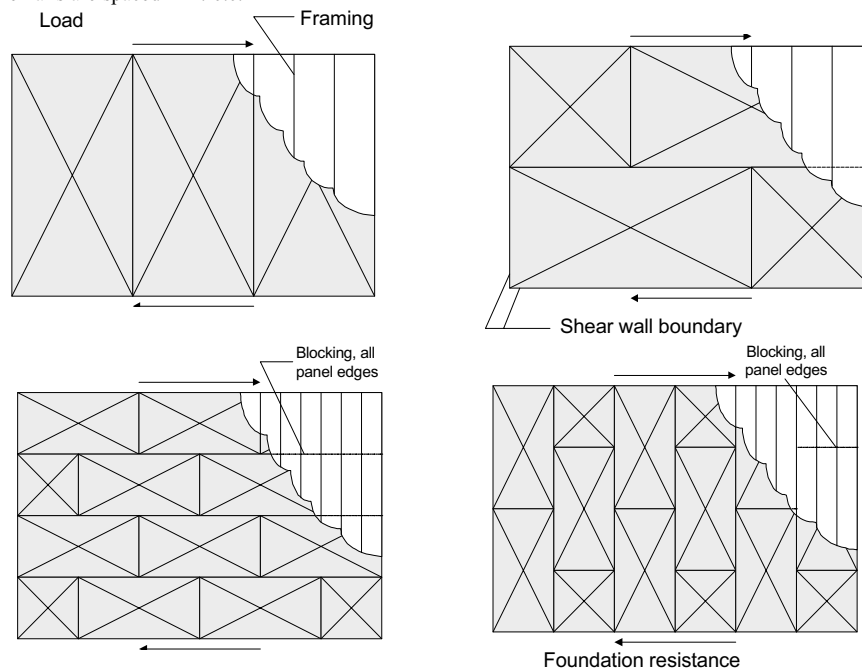 Load
Framing
Shear wall boundary
Blocking, all
panel edges
Blocking, all
panel edges
Foundation resistance